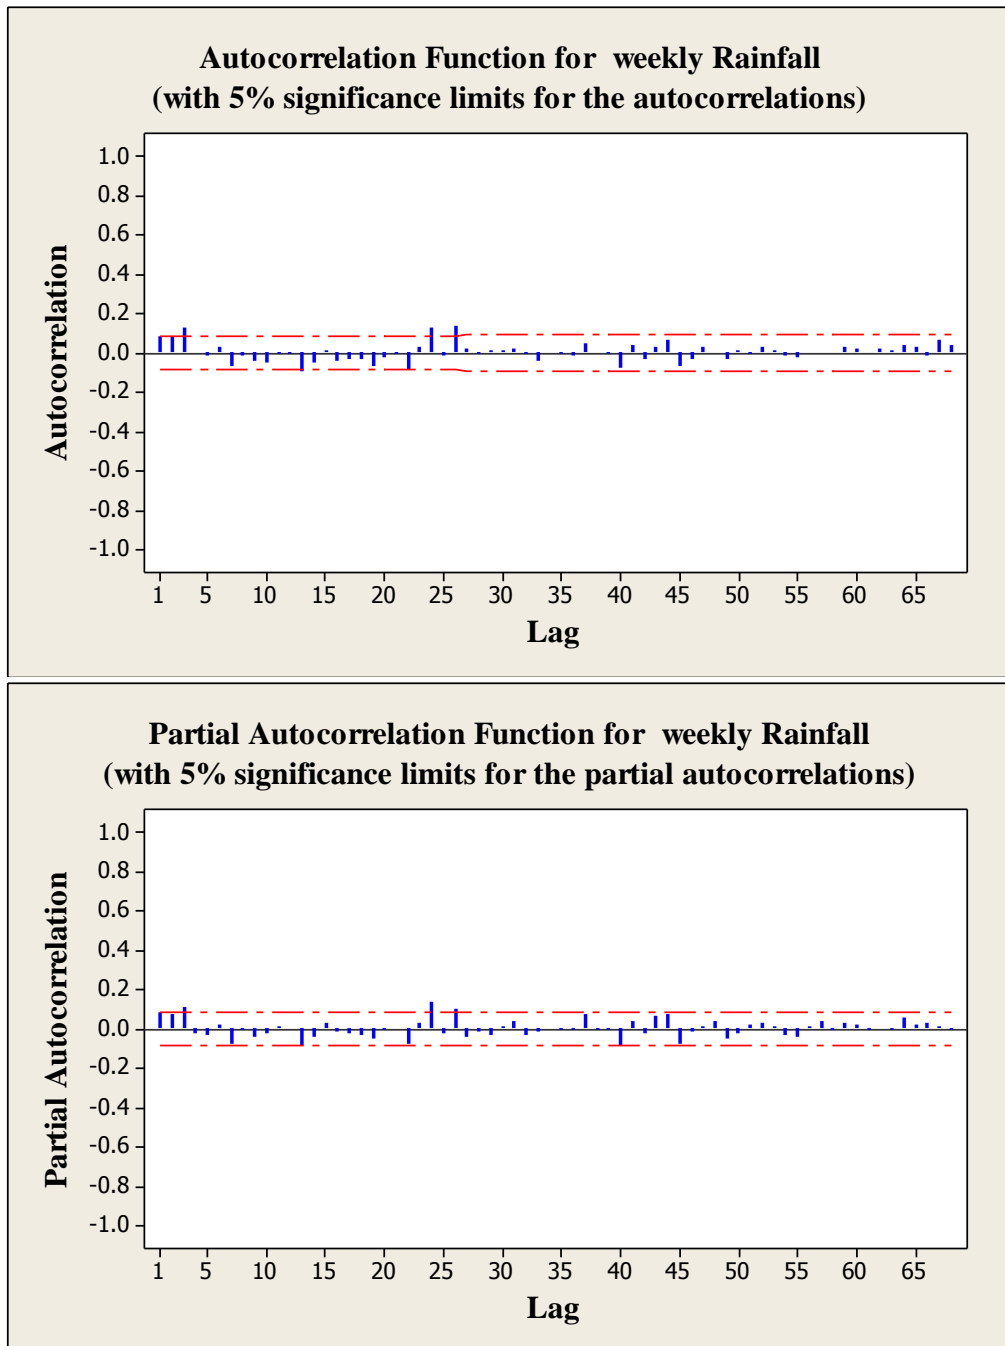 Autocorrelation Function for weekly Rainfall
(with 5% significance limits for the autocorrelations)
1.0
0.8
0.6
0.4
0.2
0.0
-0.2
-0.4
-0.6
-0.8
-1.0
Autocorrelation
1 5 10 15 20 25 30 35 40 45 50 55 60 65
Lag
Partial Autocorrelation Function for weekly Rainfall
(with 5% significance limits for the partial autocorrelations)
1.0
0.8
0.6
0.4
0.2
0.0
-0.2
-0.4
-0.6
-0.8
-1.0
Partial Autocorrelation
1 5 10 15 20 25 30 35 40 45 50 55 60 65
Lag